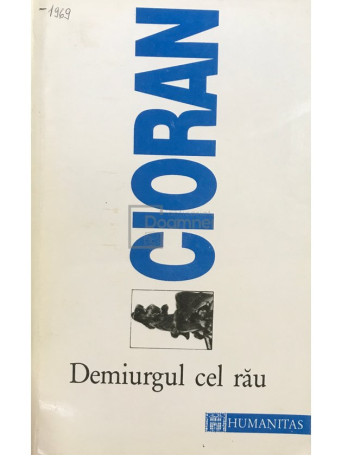 -1969
CIORAN
Demiurgul cel rău
HUMANITAS